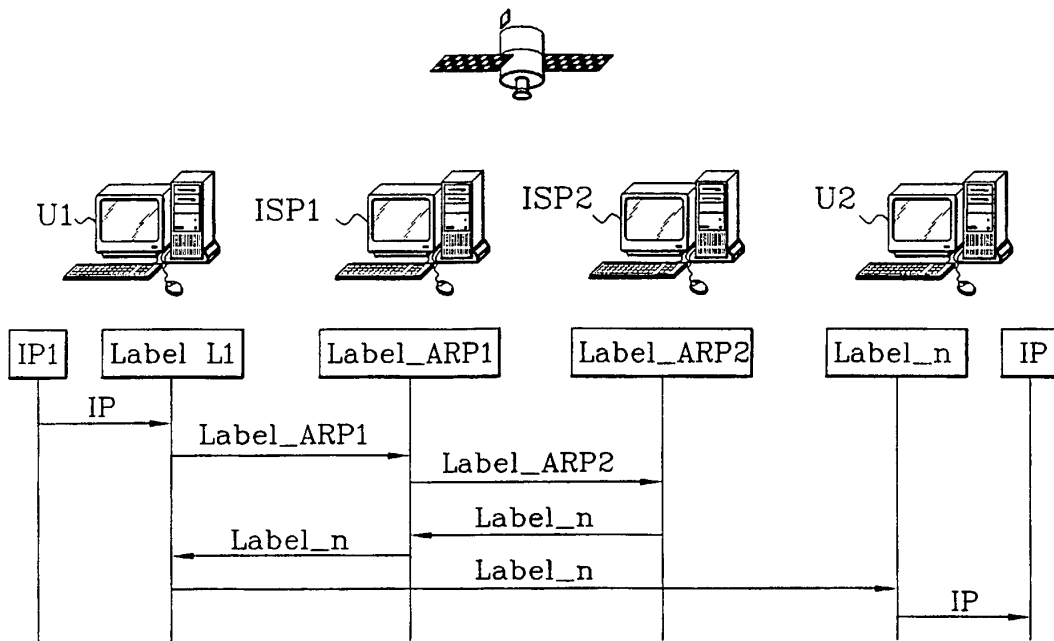 U1 ISP1 ISP2 U2
IP1 Label L1 Label_ARP1 Label_ARP2 Label_n IP
IP
Label_ARP1
Label_ARP2
Label_n
Label_n
Label_n
IP